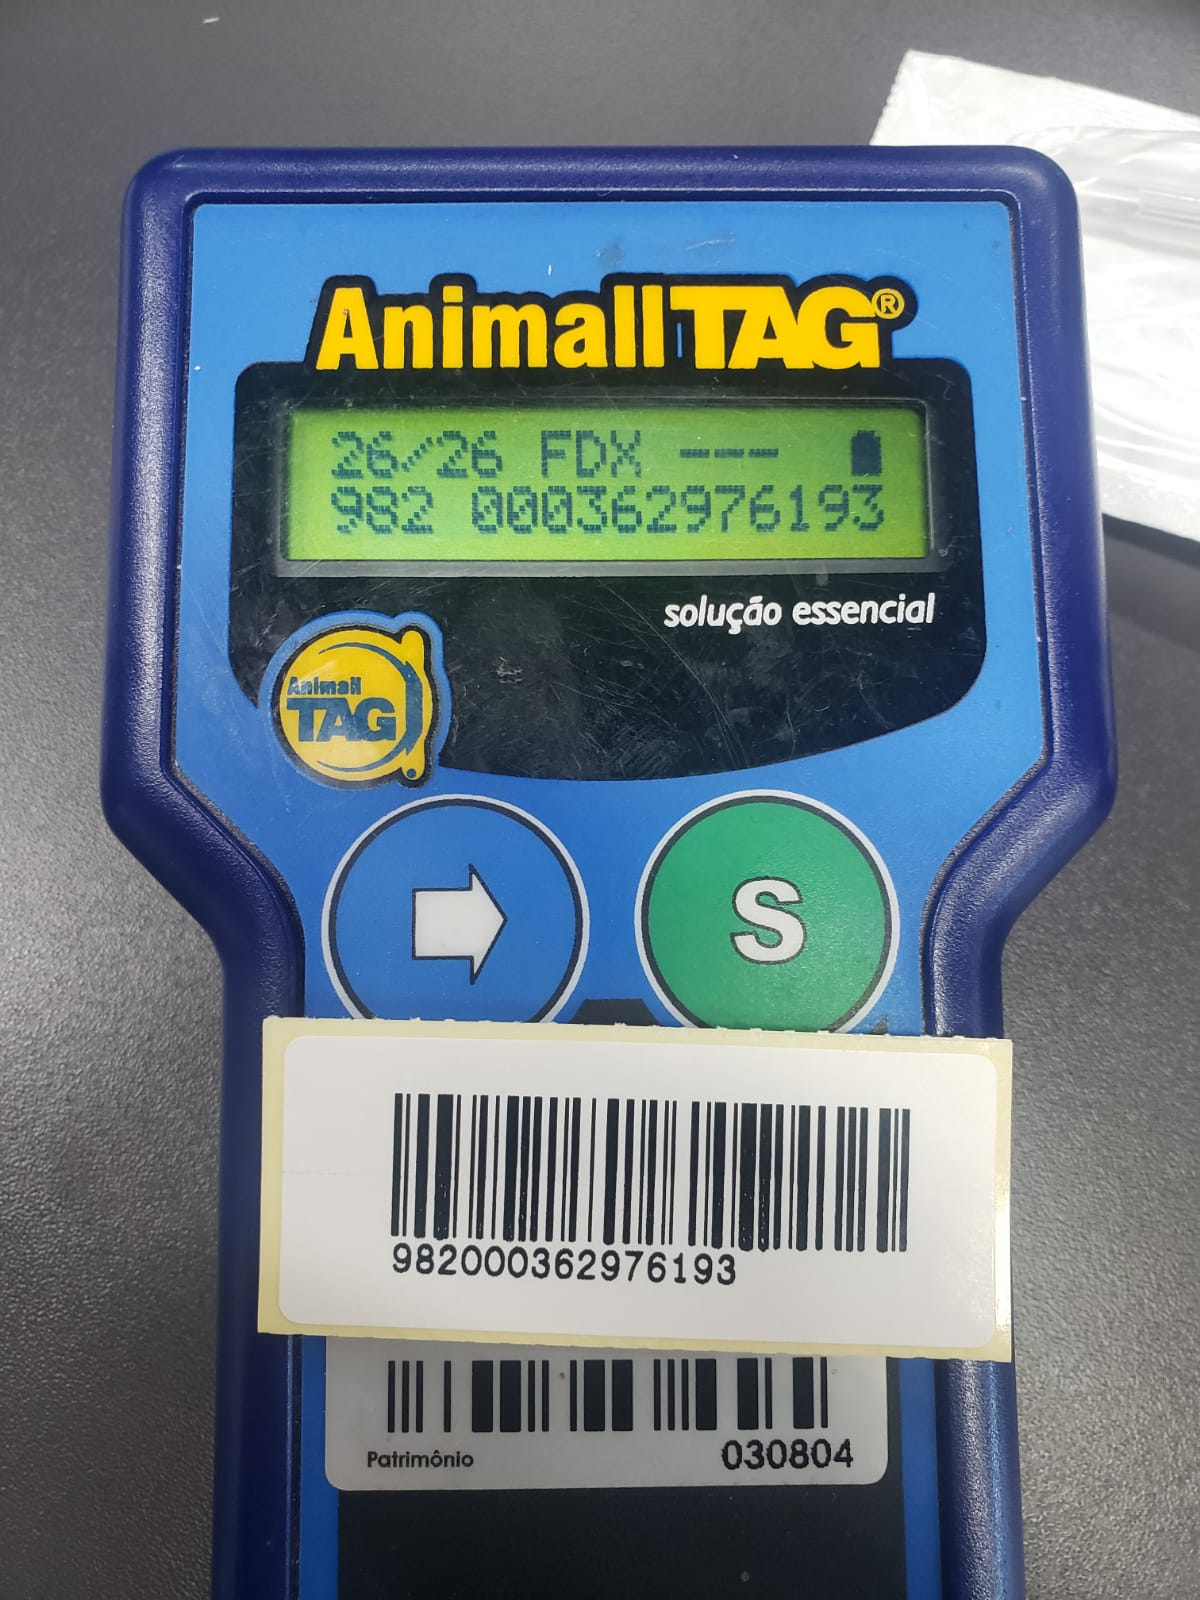 AnimallTAG®
26/26 FDX ---
982 000362976193
solução essencial
Animall
TAG
S
982000362976193
Patrimônio 030804